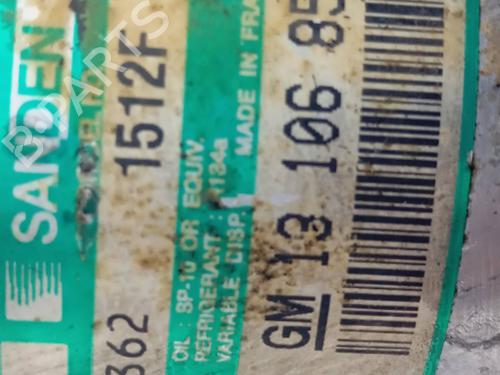 SANDEN
1512F
362
OIL : SP-10 OR EQUIV.
REFRIGERANT : R134a
VARIABLE DISP.
MADE IN FRA
GM 13 106 85
B-PARTS